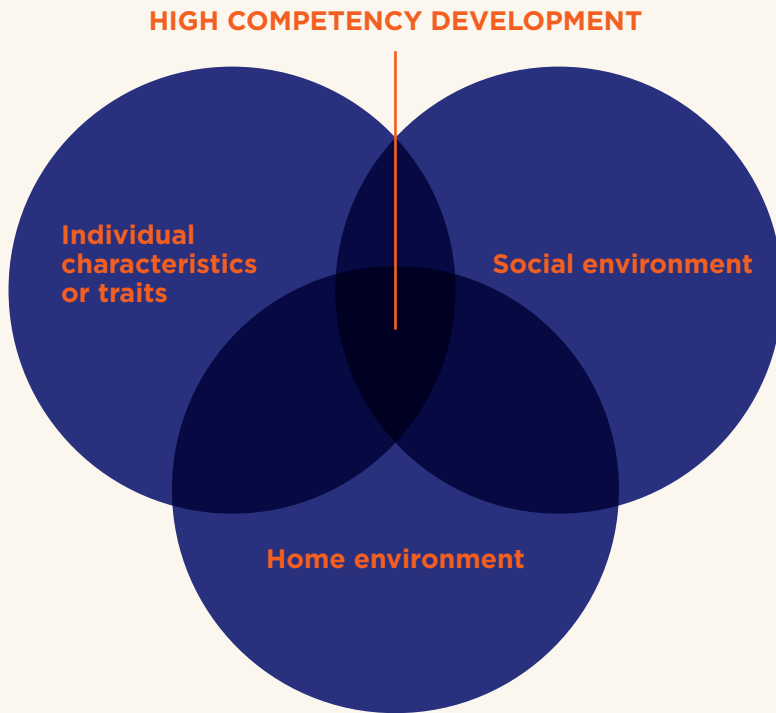 HIGH COMPETENCY DEVELOPMENT
Individual
characteristics
or traits
Social environment
Home environment